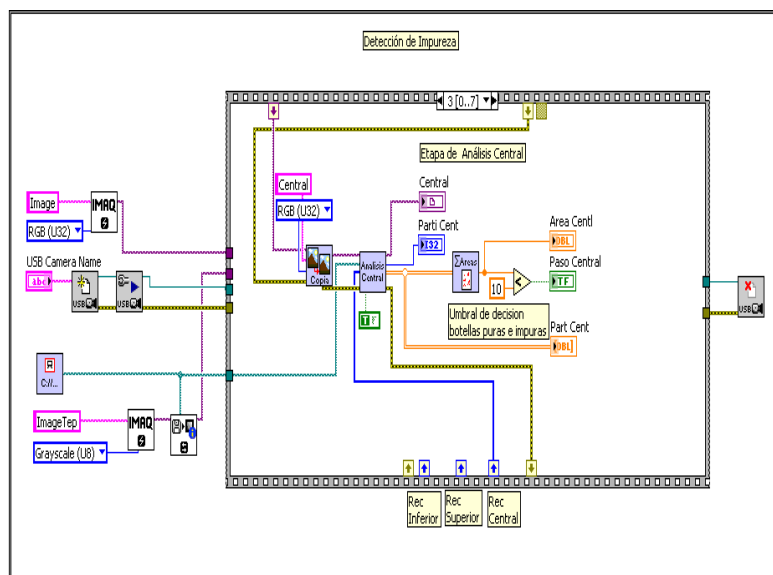 Detección de Impureza
3 [0..7]
Etapa de Análisis Central
Image
IMAQ
RGB (U32)
USB Camera Name
abc
USB
USB
C://...
ImageTep
IMAQ
Grayscale (U8)
Central
RGB (U32)
Copia
Analisis
Central
T F
Central
Parti Cent
I32
ΣAreas
10
<
Umbral de decision
botellas puras e impuras
Area Centl
DBL
Paso Central
TF
Part Cent
DBL
USB
Rec
Inferior
Rec
Superior
Rec
Central